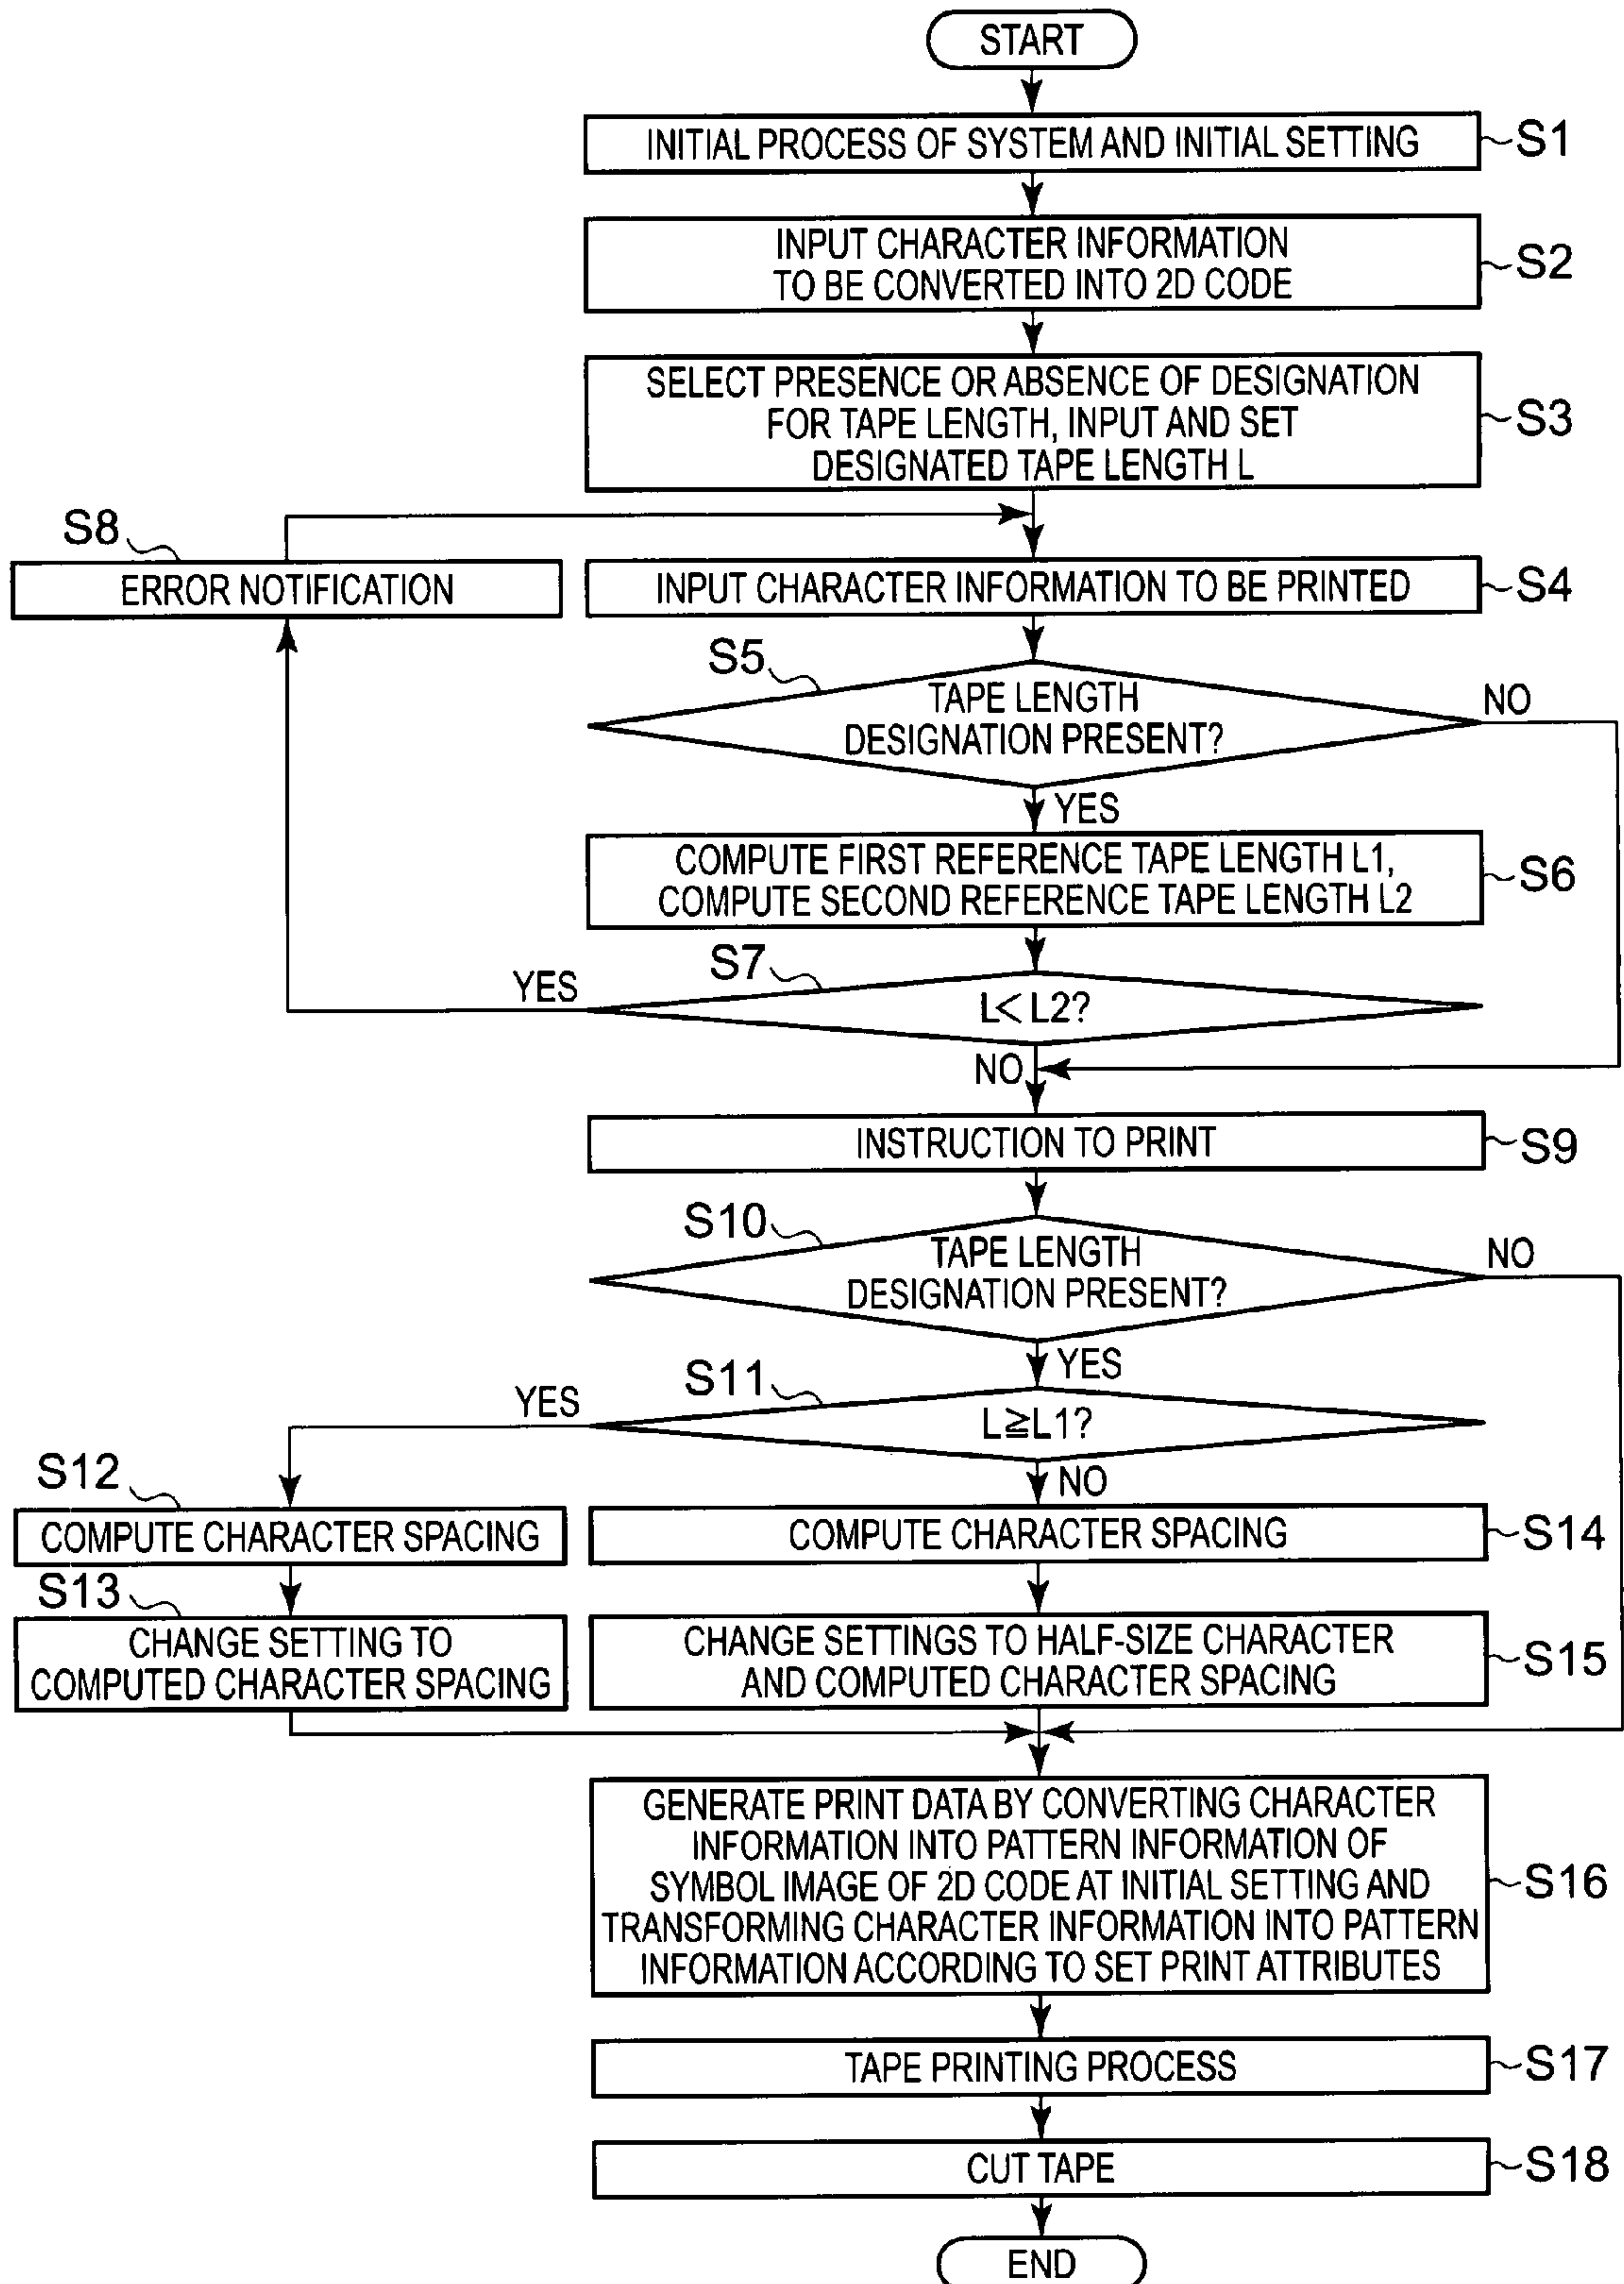 START
INITIAL PROCESS OF SYSTEM AND INITIAL SETTING
S1
INPUT CHARACTER INFORMATION
TO BE CONVERTED INTO 2D CODE
S2
SELECT PRESENCE OR ABSENCE OF DESIGNATION
FOR TAPE LENGTH, INPUT AND SET
DESIGNATED TAPE LENGTH L
S3
S8
ERROR NOTIFICATION
INPUT CHARACTER INFORMATION TO BE PRINTED
S4
S5
TAPE LENGTH
DESIGNATION PRESENT?
NO
YES
COMPUTE FIRST REFERENCE TAPE LENGTH L1,
COMPUTE SECOND REFERENCE TAPE LENGTH L2
S6
S7
YES
L< L2?
NO
INSTRUCTION TO PRINT
S9
S10
TAPE LENGTH
DESIGNATION PRESENT?
NO
YES
S11
YES
L≧L1?
NO
S12
COMPUTE CHARACTER SPACING
COMPUTE CHARACTER SPACING
S14
S13
CHANGE SETTING TO
COMPUTED CHARACTER SPACING
CHANGE SETTINGS TO HALF-SIZE CHARACTER
AND COMPUTED CHARACTER SPACING
S15
GENERATE PRINT DATA BY CONVERTING CHARACTER
INFORMATION INTO PATTERN INFORMATION OF
SYMBOL IMAGE OF 2D CODE AT INITIAL SETTING AND
TRANSFORMING CHARACTER INFORMATION INTO PATTERN
INFORMATION ACCORDING TO SET PRINT ATTRIBUTES
S16
TAPE PRINTING PROCESS
S17
CUT TAPE
S18
END